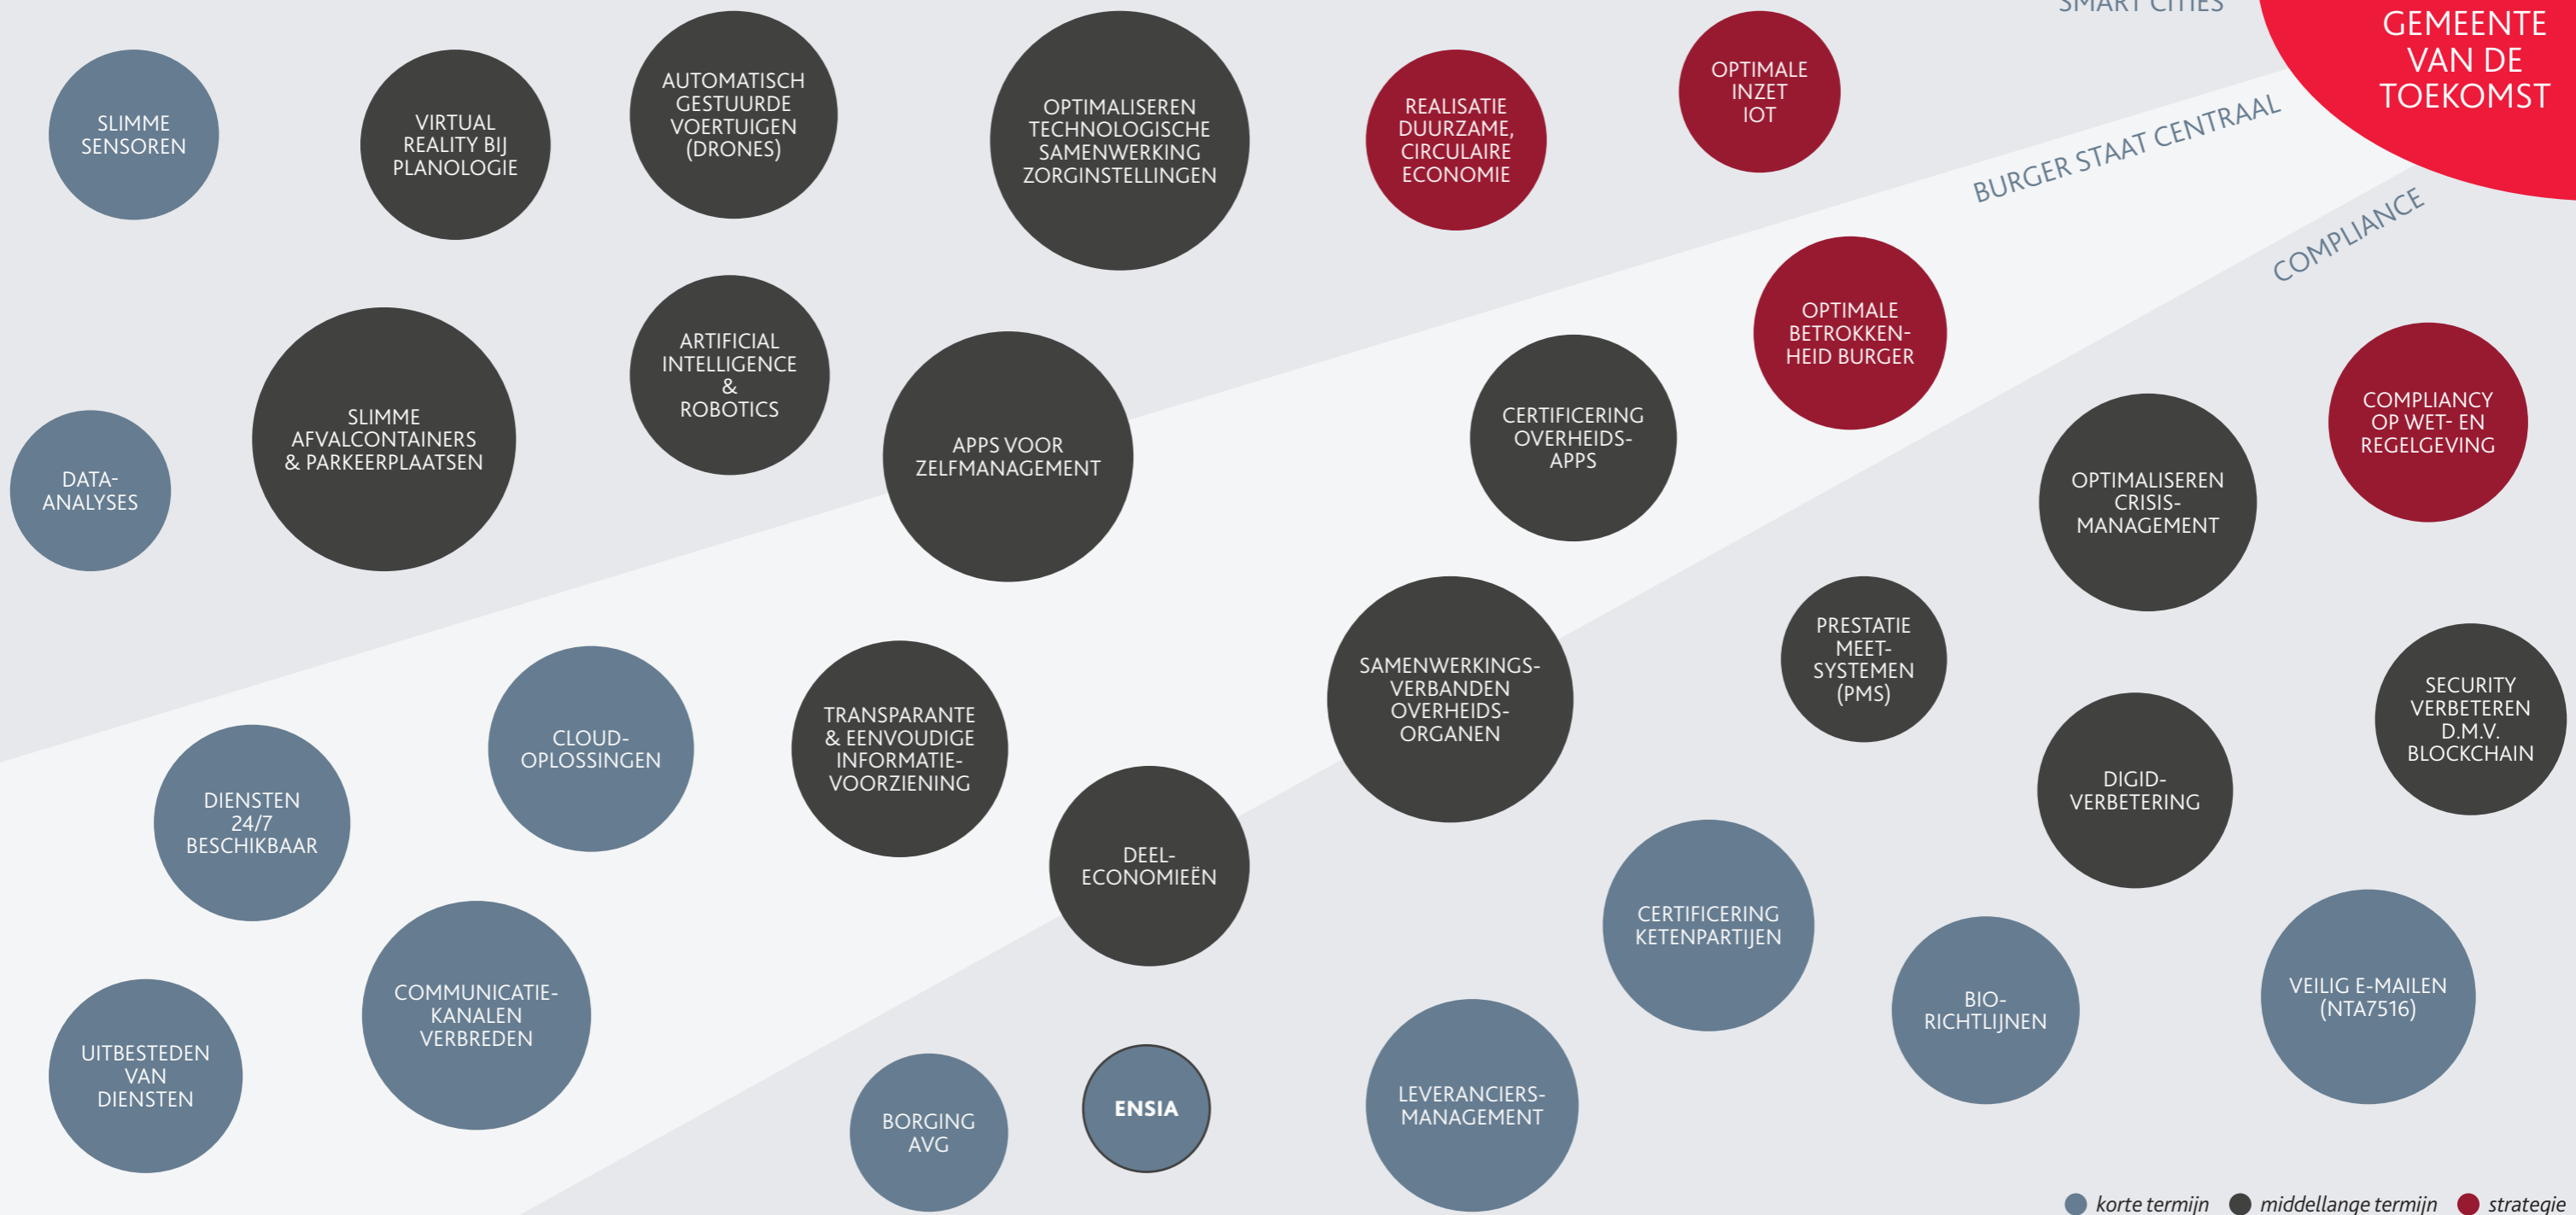 SMART CITIES
GEMEENTE
VAN DE
TOEKOMST
BURGER STAAT CENTRAAL
COMPLIANCE
SLIMME
SENSOREN
VIRTUAL
REALITY BIJ
PLANOLOGIE
AUTOMATISCH
GESTUURDE
VOERTUIGEN
(DRONES)
OPTIMALISEREN
TECHNOLOGISCHE
SAMENWERKING
ZORGINSTELLINGEN
REALISATIE
DUURZAME,
CIRCULAIRE
ECONOMIE
OPTIMALE
INZET
IOT
DATA-
ANALYSES
SLIMME
AFVALCONTAINERS
& PARKEERPLAATSEN
ARTIFICIAL
INTELLIGENCE
&
ROBOTICS
APPS VOOR
ZELFMANAGEMENT
CERTIFICERING
OVERHEIDS-
APPS
OPTIMALE
BETROKKEN-
HEID BURGER
OPTIMALISEREN
CRISIS-
MANAGEMENT
COMPLIANCY
OP WET- EN
REGELGEVING
DIENSTEN
24/7
BESCHIKBAAR
CLOUD-
OPLOSSINGEN
TRANSPARANTE
& EENVOUDIGE
INFORMATIE-
VOORZIENING
DEEL-
ECONOMIEËN
SAMENWERKINGS-
VERBANDEN
OVERHEIDS-
ORGANEN
PRESTATIE
MEET-
SYSTEMEN
(PMS)
DIGID-
VERBETERING
SECURITY
VERBETEREN
D.M.V.
BLOCKCHAIN
UITBESTEDEN
VAN
DIENSTEN
COMMUNICATIE-
KANALEN
VERBREDEN
BORGING
AVG
ENSIA
LEVERANCIERS-
MANAGEMENT
CERTIFICERING
KETENPARTIJEN
BIO-
RICHTLIJNEN
VEILIG E-MAILEN
(NTA7516)
korte termijn middellange termijn strategie